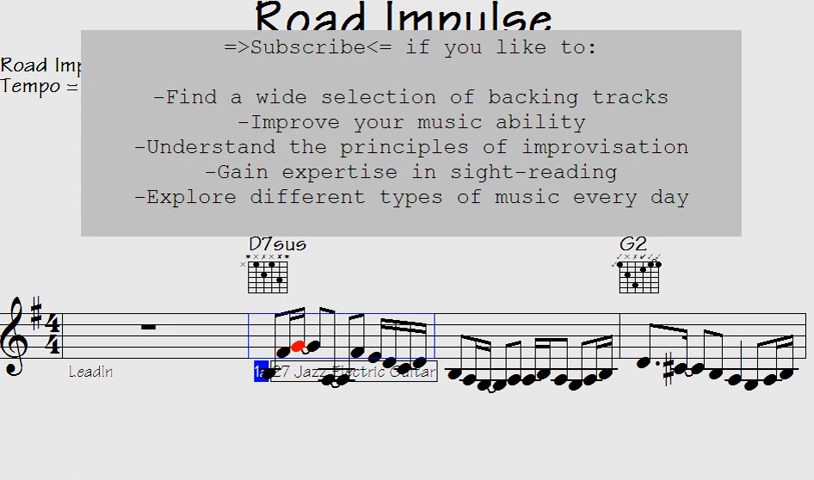 Road Impulse
=>Subscribe<= if you like to:
Road Imp
Tempo =
-Find a wide selection of backing tracks
-Improve your music ability
-Understand the principles of improvisation
-Gain expertise in sight-reading
-Explore different types of music every day
D7sus
G2
4
4
LeadIn
27 Jazz Electric Guitar